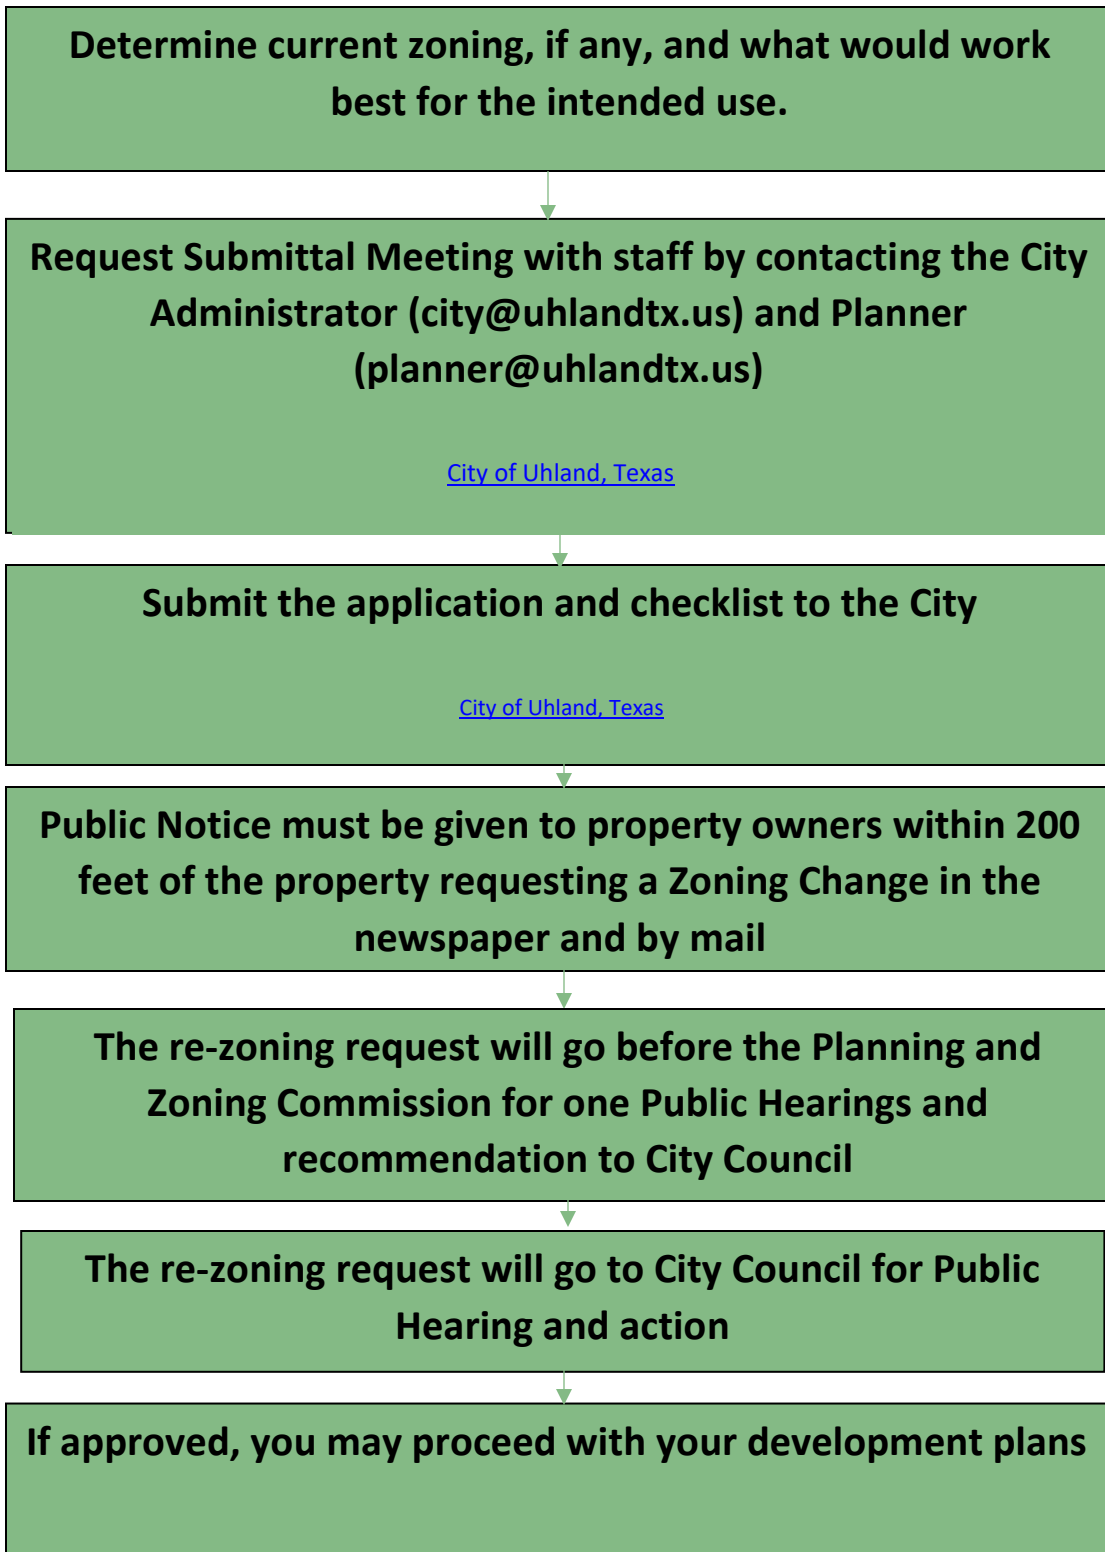 Determine current zoning, if any, and what would work
best for the intended use.
Request Submittal Meeting with staff by contacting the City
Administrator (city@uhlandtx.us) and Planner
(planner@uhlandtx.us)
City of Uhland, Texas
Submit the application and checklist to the City
City of Uhland, Texas
Public Notice must be given to property owners within 200
feet of the property requesting a Zoning Change in the
newspaper and by mail
The re-zoning request will go before the Planning and
Zoning Commission for one Public Hearings and
recommendation to City Council
The re-zoning request will go to City Council for Public
Hearing and action
If approved, you may proceed with your development plans